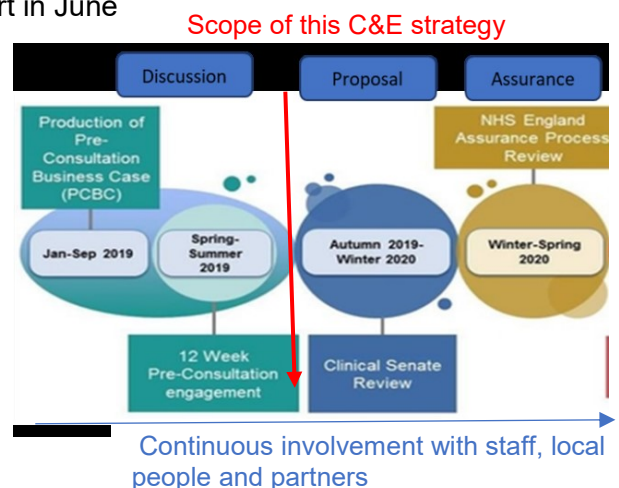 rt in June
Scope of this C&E strategy
Discussion
Proposal
Assurance
Production of
Pre-
Consultation
Business Case
(PCBC)
NHS England
Assurance Process
Review
Jan-Sep 2019
Spring-
Summer
2019
Autumn 2019-
Winter 2020
Winter-Spring
2020
12 Week
Pre-Consultation
engagement
Clinical Senate
Review
Continuous involvement with staff, local
people and partners